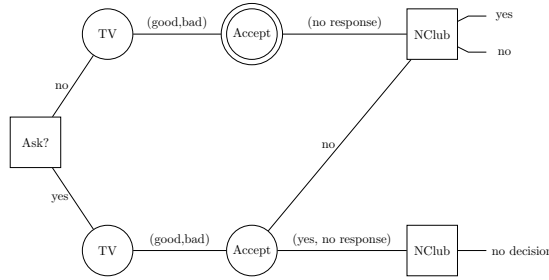 TV
(good,bad)
Accept
(no response)
NClub
yes
no
no
Ask?
no
yes
TV
(good,bad)
Accept
(yes, no response)
NClub
no decision